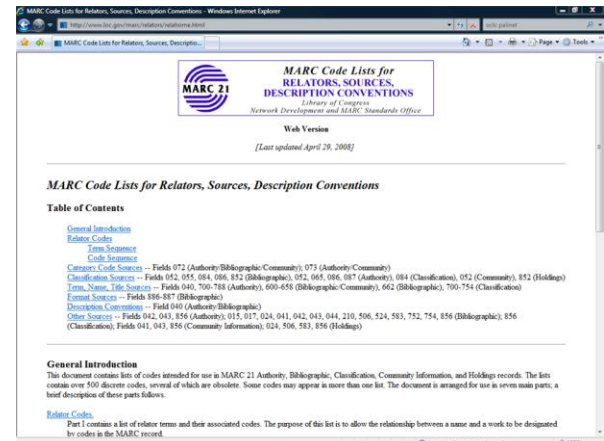 MARC Code Lists for Relators, Sources, Description Conventions - Windows Internet Explorer
http://www.loc.gov/marc/relators/relahome.html
oclc palinet
MARC Code Lists for Relators, Sources, Descriptio...
Page
Tools
MARC 21
MARC Code Lists for
RELATORS, SOURCES,
DESCRIPTION CONVENTIONS
Library of Congress
Network Development and MARC Standards Office
Web Version
[Last updated April 29, 2008]
MARC Code Lists for Relators, Sources, Description Conventions
Table of Contents
General Introduction
Relator Codes
Term Sequence
Code Sequence
Category Code Sources -- Fields 072 (Authority/Bibliographic/Community); 073 (Authority/Community)
Classification Sources -- Fields 052, 055, 084, 086, 852 (Bibliographic), 052, 065, 086, 087 (Authority), 084 (Classification), 052 (Community), 852 (Holdings)
Term, Name, Title Sources -- Fields 040, 700-788 (Authority), 600-658 (Bibliographic/Community), 662 (Bibliographic), 700-754 (Classification)
Format Sources -- Fields 886-887 (Bibliographic)
Description Conventions -- Field 040 (Authority/Bibliographic)
Other Sources -- Fields 042, 043, 856 (Authority); 015, 017, 024, 041, 042, 043, 044, 210, 506, 524, 583, 752, 754, 856 (Bibliographic); 856
(Classification); Fields 041, 043, 856 (Community Information); 024, 506, 583, 856 (Holdings)
General Introduction
This document contains lists of codes intended for use in MARC 21 Authority, Bibliographic, Classification, Community Information, and Holdings records. The lists
contain over 500 discrete codes, several of which are obsolete. Some codes may appear in more than one list. The document is arranged for use in seven main parts; a
brief description of these parts follows.
Relator Codes.
Part I contains a list of relator terms and their associated codes. The purpose of this list is to allow the relationship between a name and a work to be designated
by codes in the MARC record.